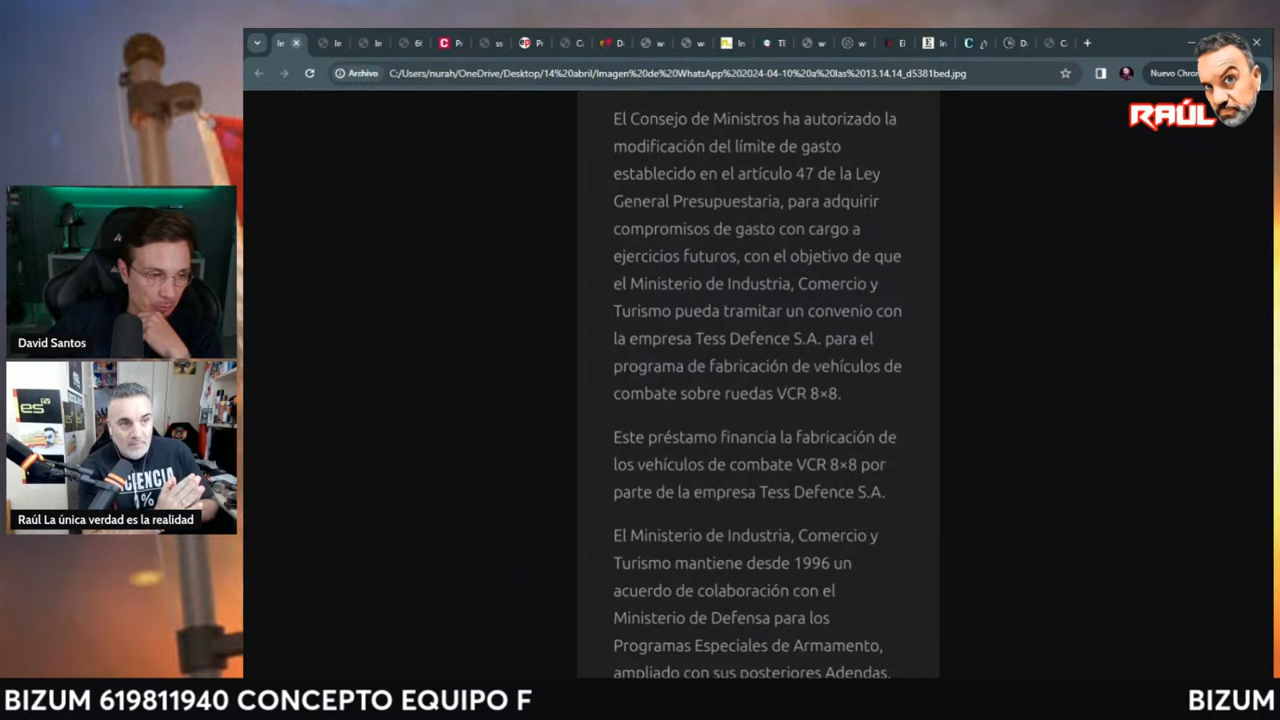 Archivo
C:/Users/nurah/OneDrive/Desktop/14%20abril/Imagen%20de%20WhatsApp%202024-04-10%20a%20las%2013.14.14_d5381bed.jpg
RAÚL
El Consejo de Ministros ha autorizado la
modificación del límite de gasto
establecido en el artículo 47 de la Ley
General Presupuestaria, para adquirir
compromisos de gasto con cargo a
ejercicios futuros, con el objetivo de que
el Ministerio de Industria, Comercio y
Turismo pueda tramitar un convenio con
la empresa Tess Defence S.A. para el
programa de fabricación de vehículos de
combate sobre ruedas VCR 8×8.
Este préstamo financia la fabricación de
los vehículos de combate VCR 8×8 por
parte de la empresa Tess Defence S.A.
El Ministerio de Industria, Comercio y
Turismo mantiene desde 1996 un
acuerdo de colaboración con el
Ministerio de Defensa para los
Programas Especiales de Armamento,
ampliado con sus posteriores Adendas.
David Santos
es
CIENCIA
Raúl La única verdad es la realidad
BIZUM 619811940 CONCEPTO EQUIPO F
BIZUM